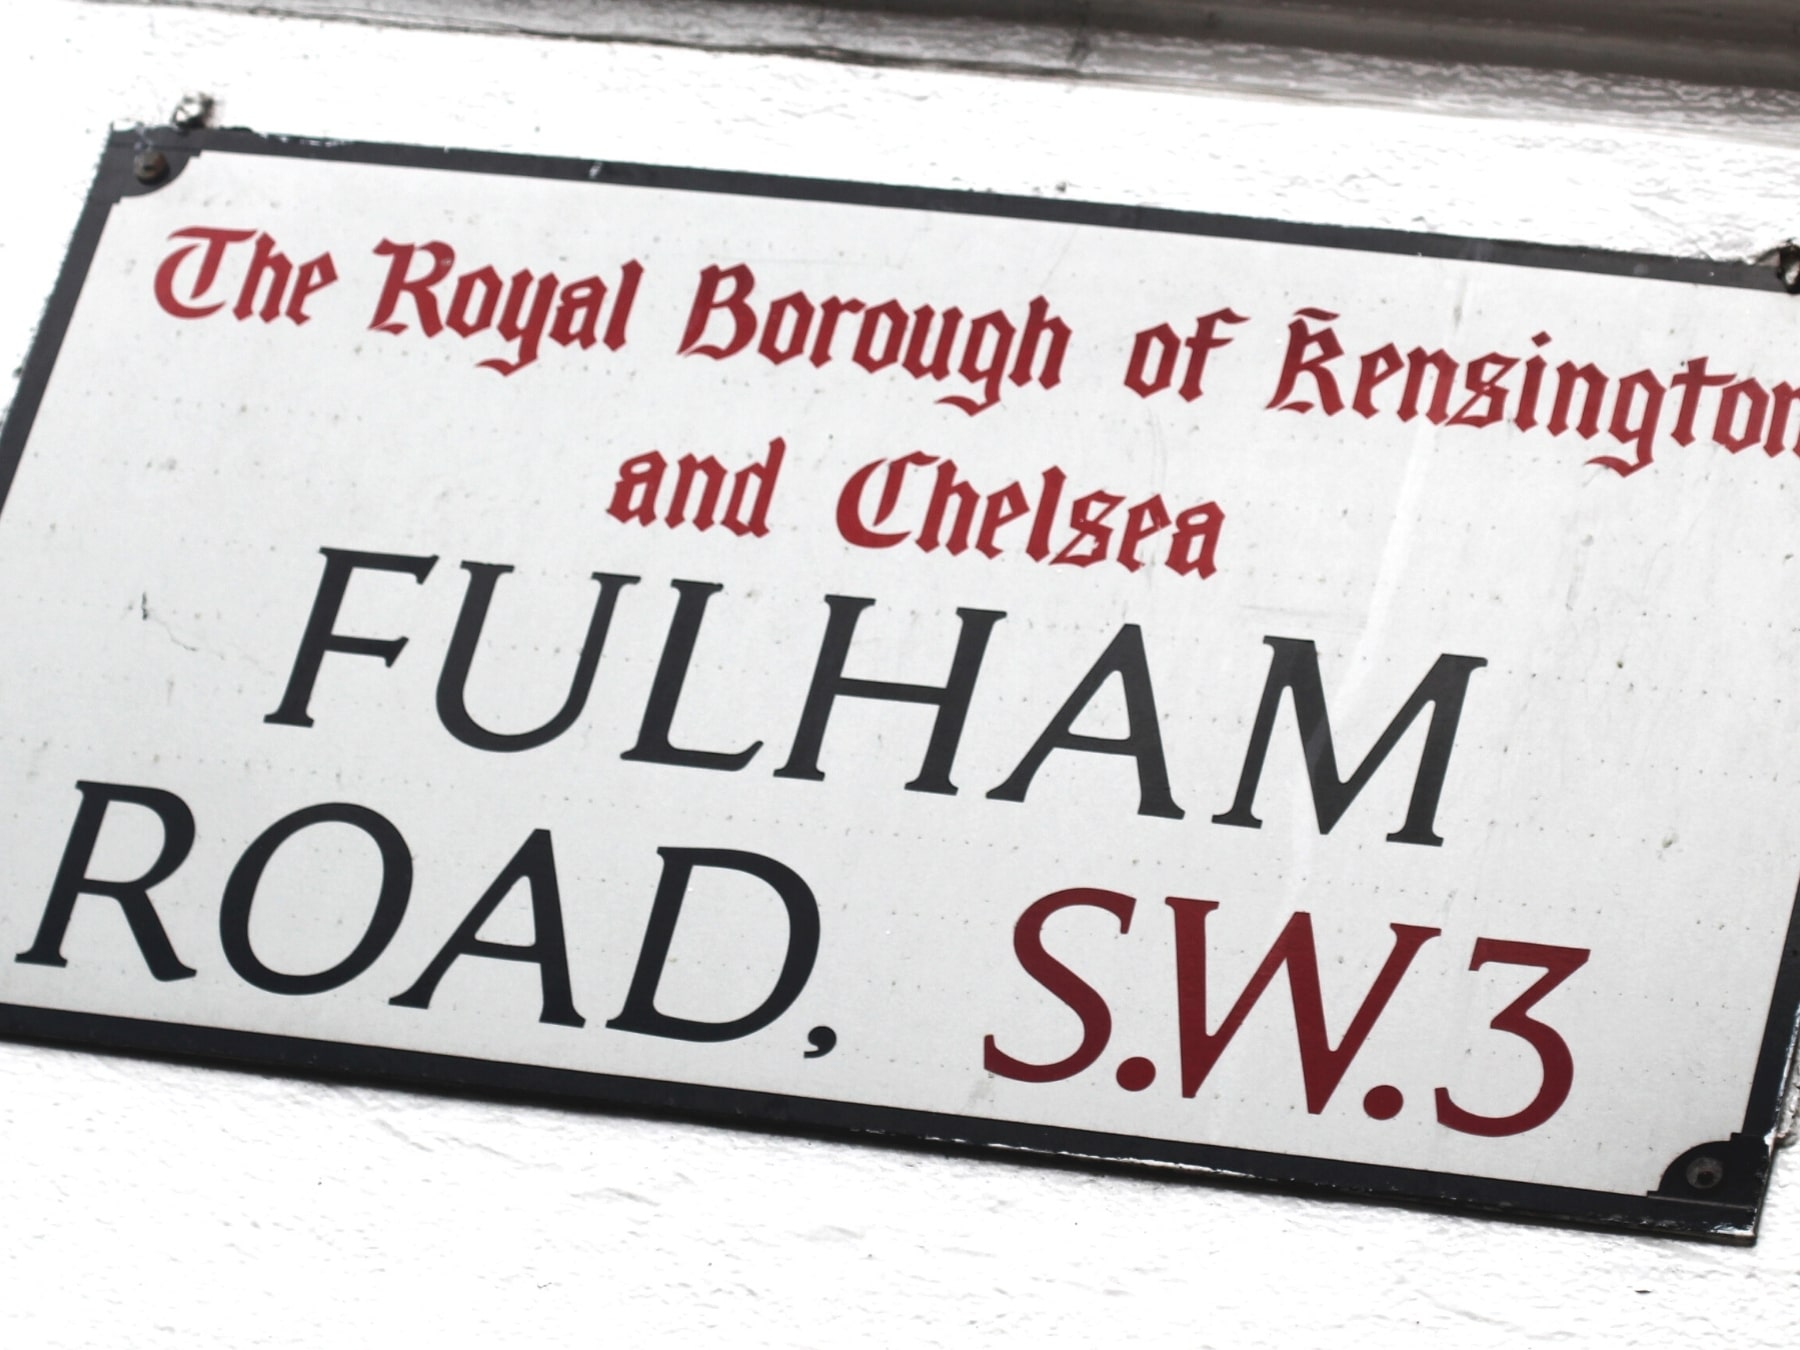 The Royal Borough of Kensington
and Chelsea
FULHAM
ROAD, S.W.3